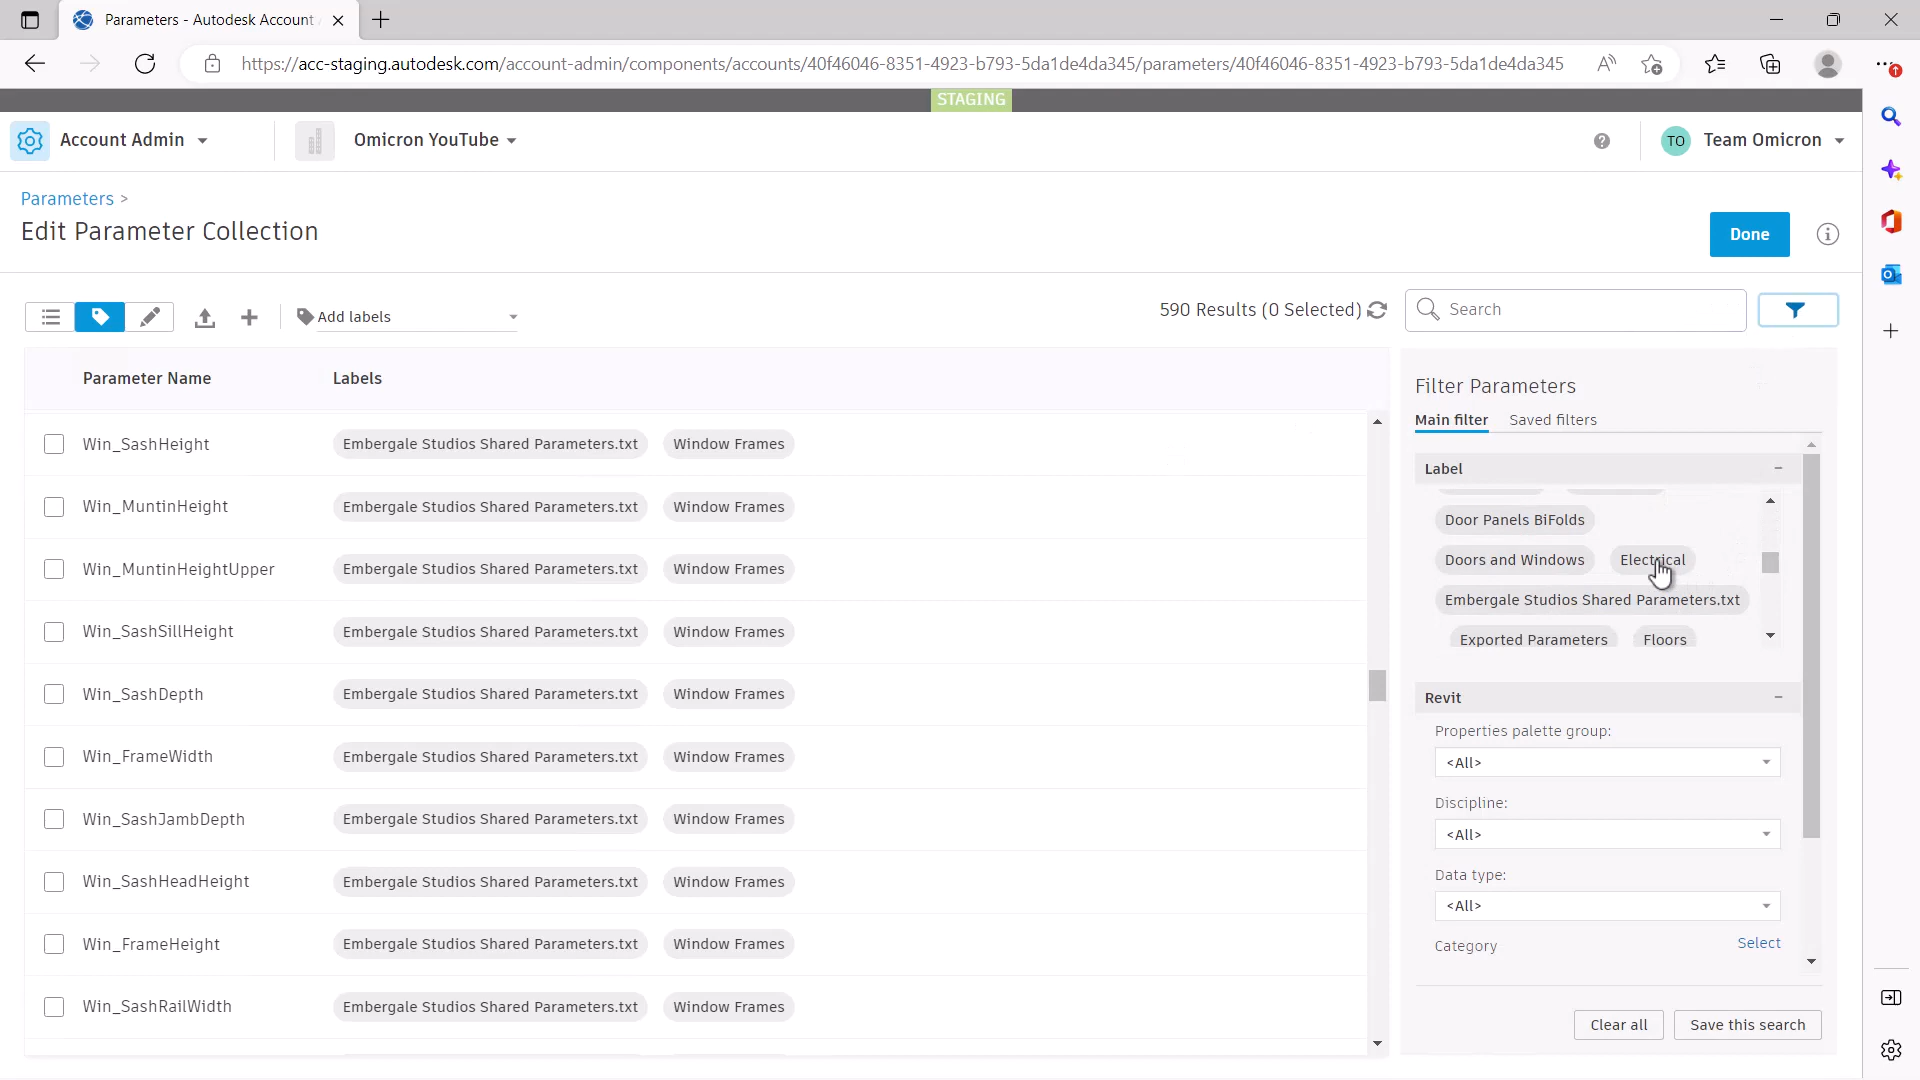 Parameters - Autodesk Account
https://acc-staging.autodesk.com/account-admin/components/accounts/40f46046-8351-4923-b793-5da1de4da345/parameters/40f46046-8351-4923-b793-5da1de4da345
STAGING
Account Admin
Omicron YouTube
TO Team Omicron
Parameters >
Edit Parameter Collection
Done
Add labels
590 Results (0 Selected)
Search
Parameter Name Labels
Win_SashHeight Embergale Studios Shared Parameters.txt Window Frames
Win_MuntinHeight Embergale Studios Shared Parameters.txt Window Frames
Win_MuntinHeightUpper Embergale Studios Shared Parameters.txt Window Frames
Win_SashSillHeight Embergale Studios Shared Parameters.txt Window Frames
Win_SashDepth Embergale Studios Shared Parameters.txt Window Frames
Win_FrameWidth Embergale Studios Shared Parameters.txt Window Frames
Win_SashJambDepth Embergale Studios Shared Parameters.txt Window Frames
Win_SashHeadHeight Embergale Studios Shared Parameters.txt Window Frames
Win_FrameHeight Embergale Studios Shared Parameters.txt Window Frames
Win_SashRailWidth Embergale Studios Shared Parameters.txt Window Frames
Filter Parameters
Main filter Saved filters
Label
Door Panels BiFolds
Doors and Windows Electrical
Embergale Studios Shared Parameters.txt
Exported Parameters Floors
Revit
Properties palette group:
<All>
Discipline:
<All>
Data type:
<All>
Category Select
Clear all Save this search